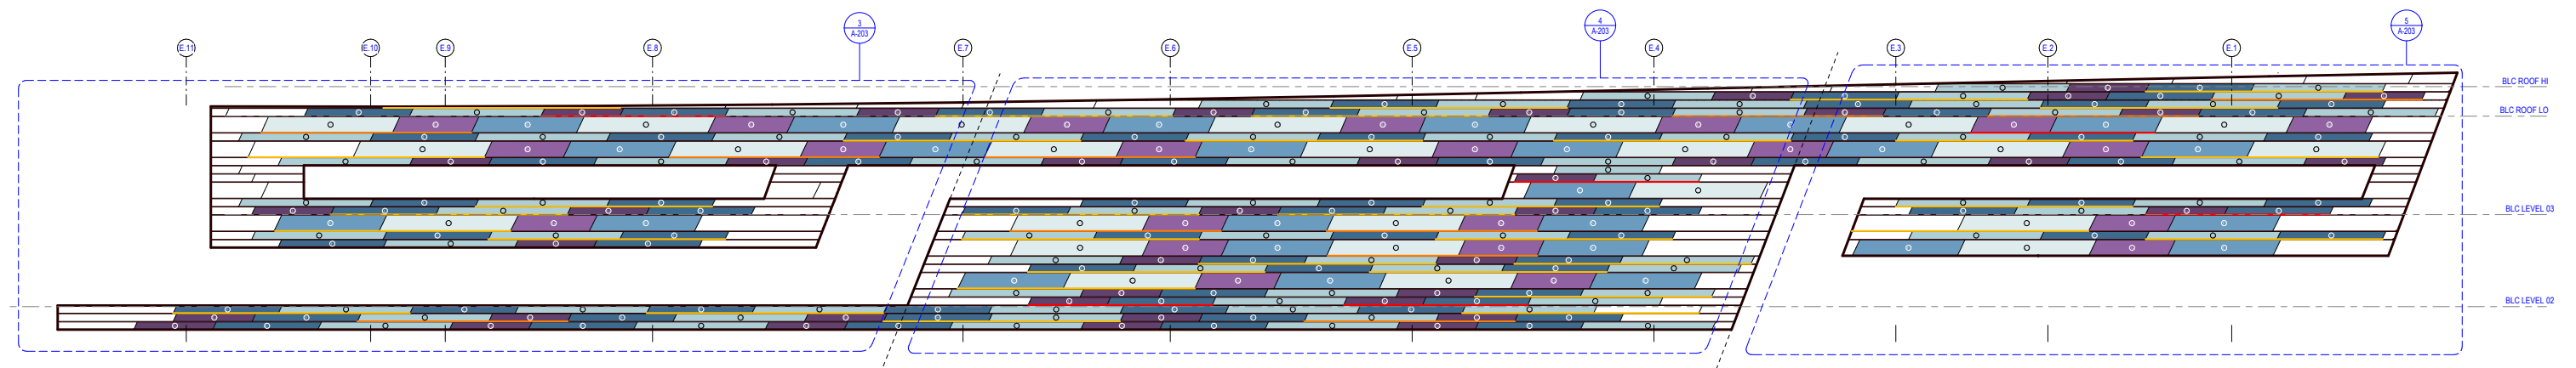 3
A-203
4
A-203
5
A-203
E.11
E.10
E.9
E.8
E.7
E.6
E.5
E.4
E.3
E.2
E.1
BLC ROOF HI
BLC ROOF LO
BLC LEVEL 03
BLC LEVEL 02